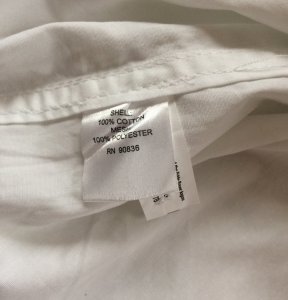 SHELL:
100% COTTON
MESH:
100% POLYESTER
RN 90836